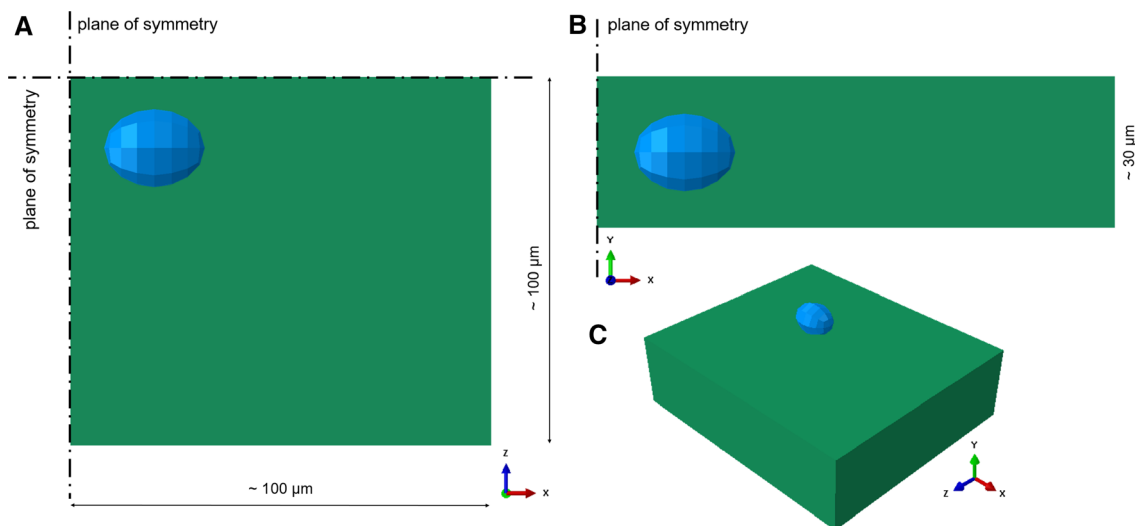 A
plane of symmetry
plane of symmetry
~ 100 µm
~ 100 µm
Z
X
B
plane of symmetry
~ 30 µm
Y
X
C
Y
Z
X